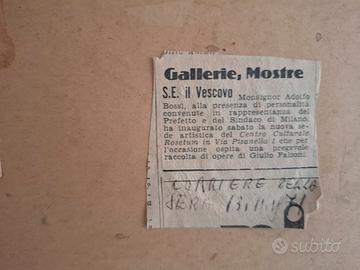 Gallerie, Mostre
S.E. il Vescovo Monsignor Adolfo
Bossi, alla presenza di personalità
convenute in rappresentanza del
Prefetto e del Sindaco di Milano,
ha inaugurato sabato la nuova se-
de artistica del Centro Culturale
Rosetum in Via Pisanello 1 che per
l'occasione ospita una pregevole
raccolta di opere di Giulio Falzoni.
CORRIERE DELLA
SERA
subito